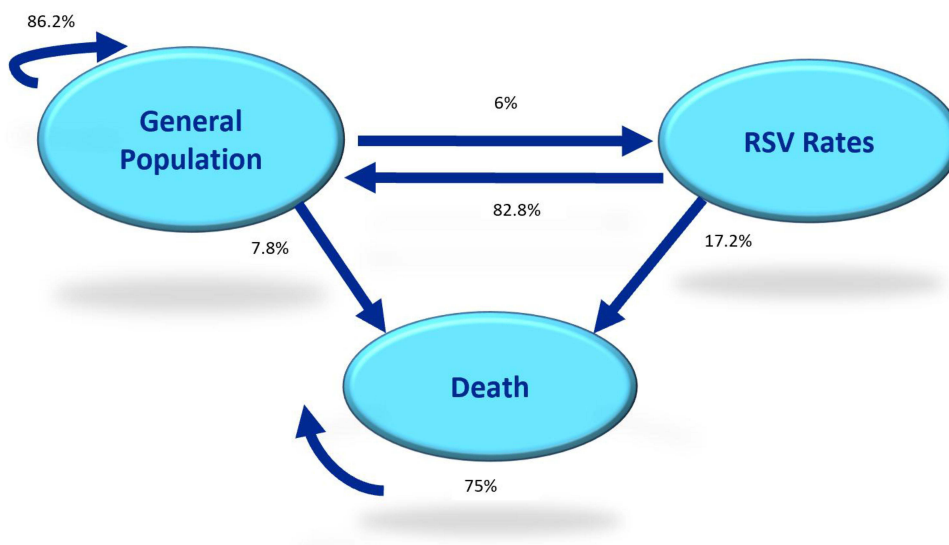 86.2%
General
Population
6%
RSV Rates
82.8%
7.8%
17.2%
Death
75%